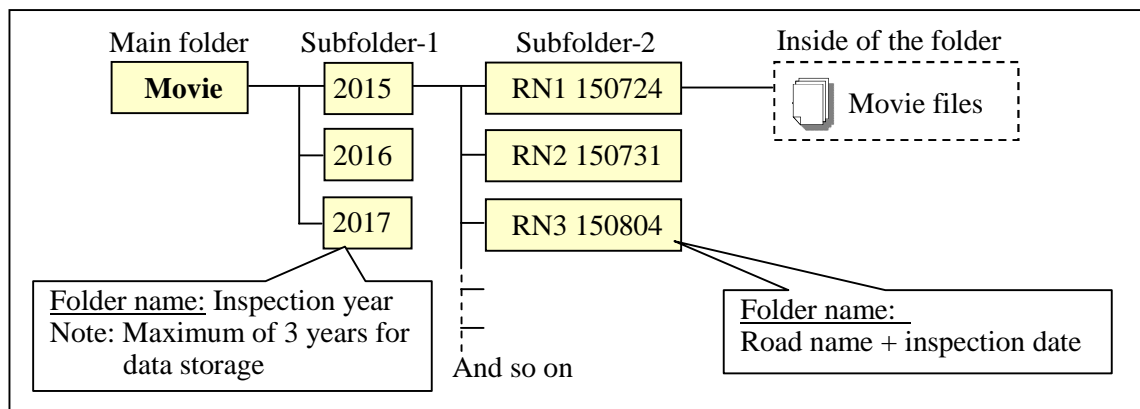 Main folder
Subfolder-1
Subfolder-2
Inside of the folder
Movie
2015
RN1 150724
Movie files
2016
RN2 150731
2017
RN3 150804
Folder name: Inspection year
Note: Maximum of 3 years for
data storage
Folder name:
Road name + inspection date
And so on